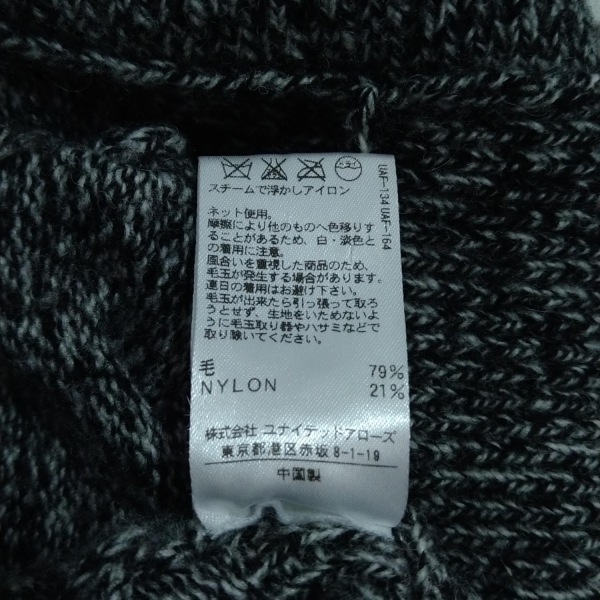 スチームで浮かしアイロン
ネット使用。
摩擦により他のものへ色移りす
ることがあるため、白・淡色と
の着用に注意。
風合いを重視した商品のため、
毛玉が発生する場合があります。
連日の着用はお避け下さい。
毛玉が出来たら引っ張って取ろ
うとせず、生地をいためないよ
うに毛玉取り器やハサミなどで
取り除いてください。
毛 79%
NYLON 21%
株式会社 ユナイテッドアローズ
東京都港区赤坂8-1-19
中国製
UAF-134 UAF-164